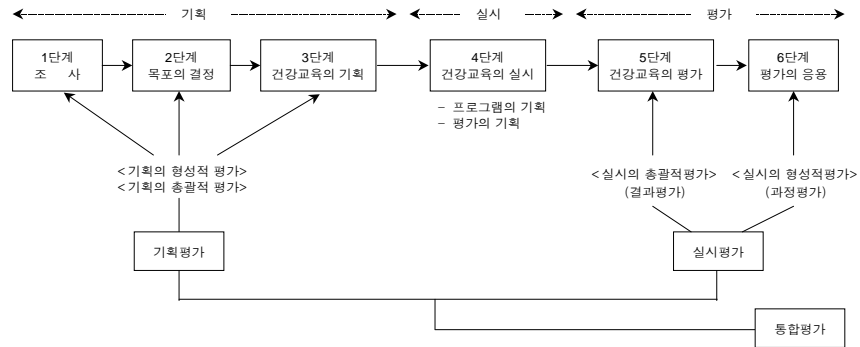 기획
실시
평가
1단계
조 사
2단계
목포의 결정
3단계
건강교육의 기획
4단계
건강교육의 실시
5단계
건강교육의 평가
6단계
평가의 응용
- 프로그램의 기획
- 평가의 기획
<기획의 형성적 평가>
<기획의 총괄적 평가>
<실시의 총괄적평가>
(결과평가)
<실시의 형성적평가>
(과정평가)
기획평가
실시평가
통합평가